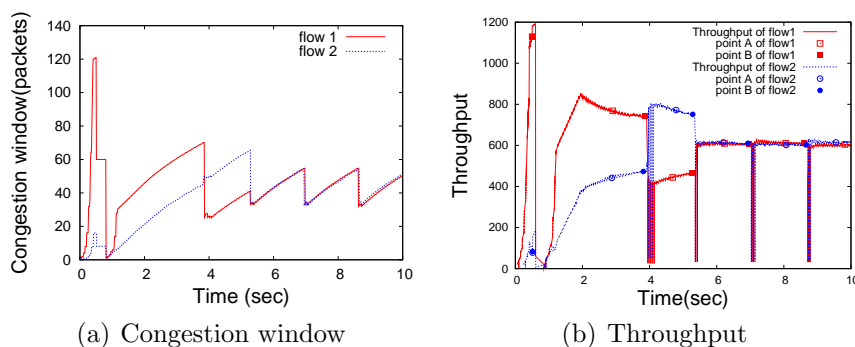 140
120
100
80
60
40
20
0
0
2
4
6
8
10
Congestion window(packets)
Time (sec)
flow 1
flow 2
(a) Congestion window
1200
1000
800
600
400
200
0
0
2
4
6
8
10
Throughput
Time(sec)
Throughput of flow1
point A of flow1
point B of flow1
Throughput of flow2
point A of flow2
point B of flow2
(b) Throughput